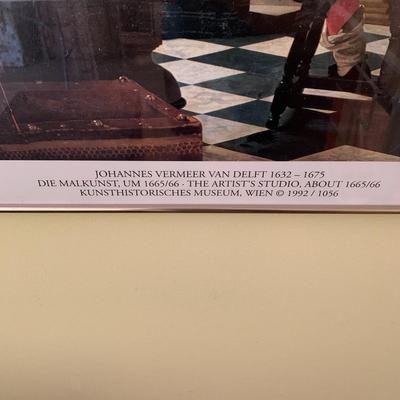 JOHANNES VERMEER VAN DELFT 1632 – 1675
DIE MALKUNST, UM 1665/66 · THE ARTIST'S STUDIO, ABOUT 1665/66
KUNSTHISTORISCHES MUSEUM, WIEN © 1992 / 1056